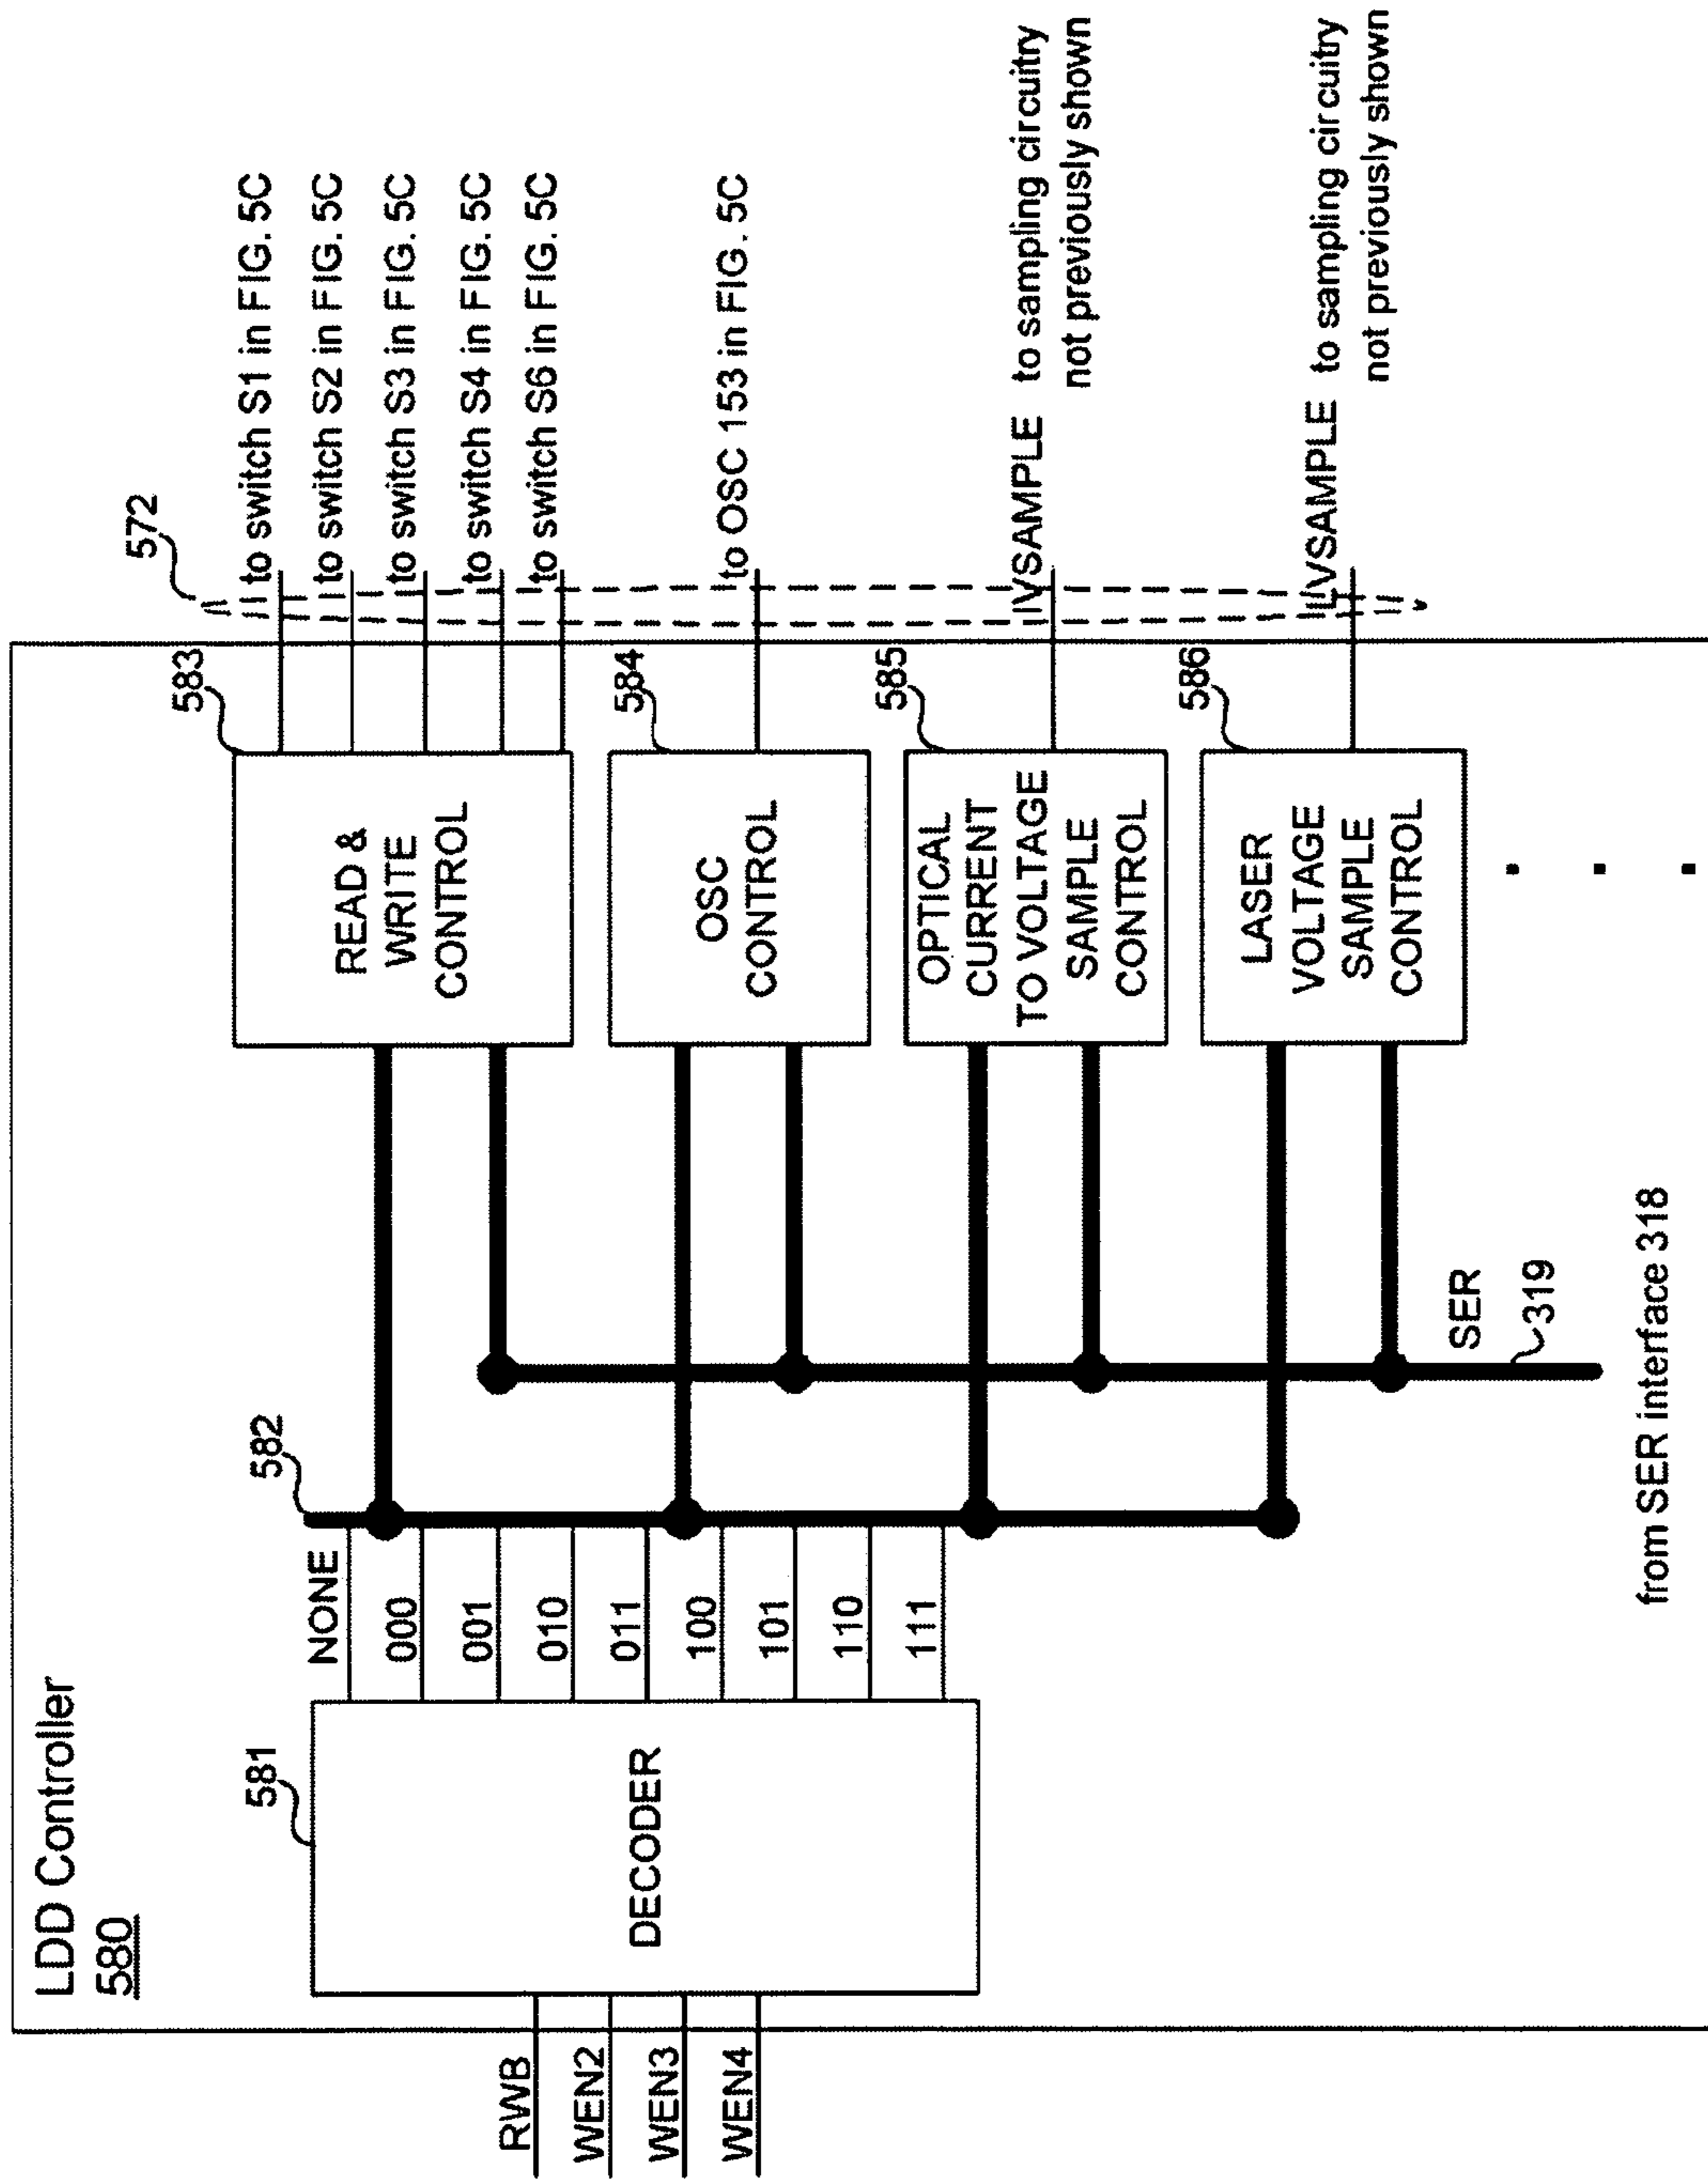 LDD Controller
580
RWB
WEN2
WEN3
WEN4
581
DECODER
NONE
000
001
010
011
100
101
110
111
582
SER
319
from SER interface 318
583
READ &
WRITE
CONTROL
584
OSC
CONTROL
585
OPTICAL
CURRENT
TO VOLTAGE
SAMPLE
CONTROL
586
LASER
VOLTAGE
SAMPLE
CONTROL
. . .
572
to switch S1 in FIG. 5C
to switch S2 in FIG. 5C
to switch S3 in FIG. 5C
to switch S4 in FIG. 5C
to switch S6 in FIG. 5C
to OSC 153 in FIG. 5C
IVSAMPLE to sampling circuitry
not previously shown
LVSAMPLE to sampling circuitry
not previously shown